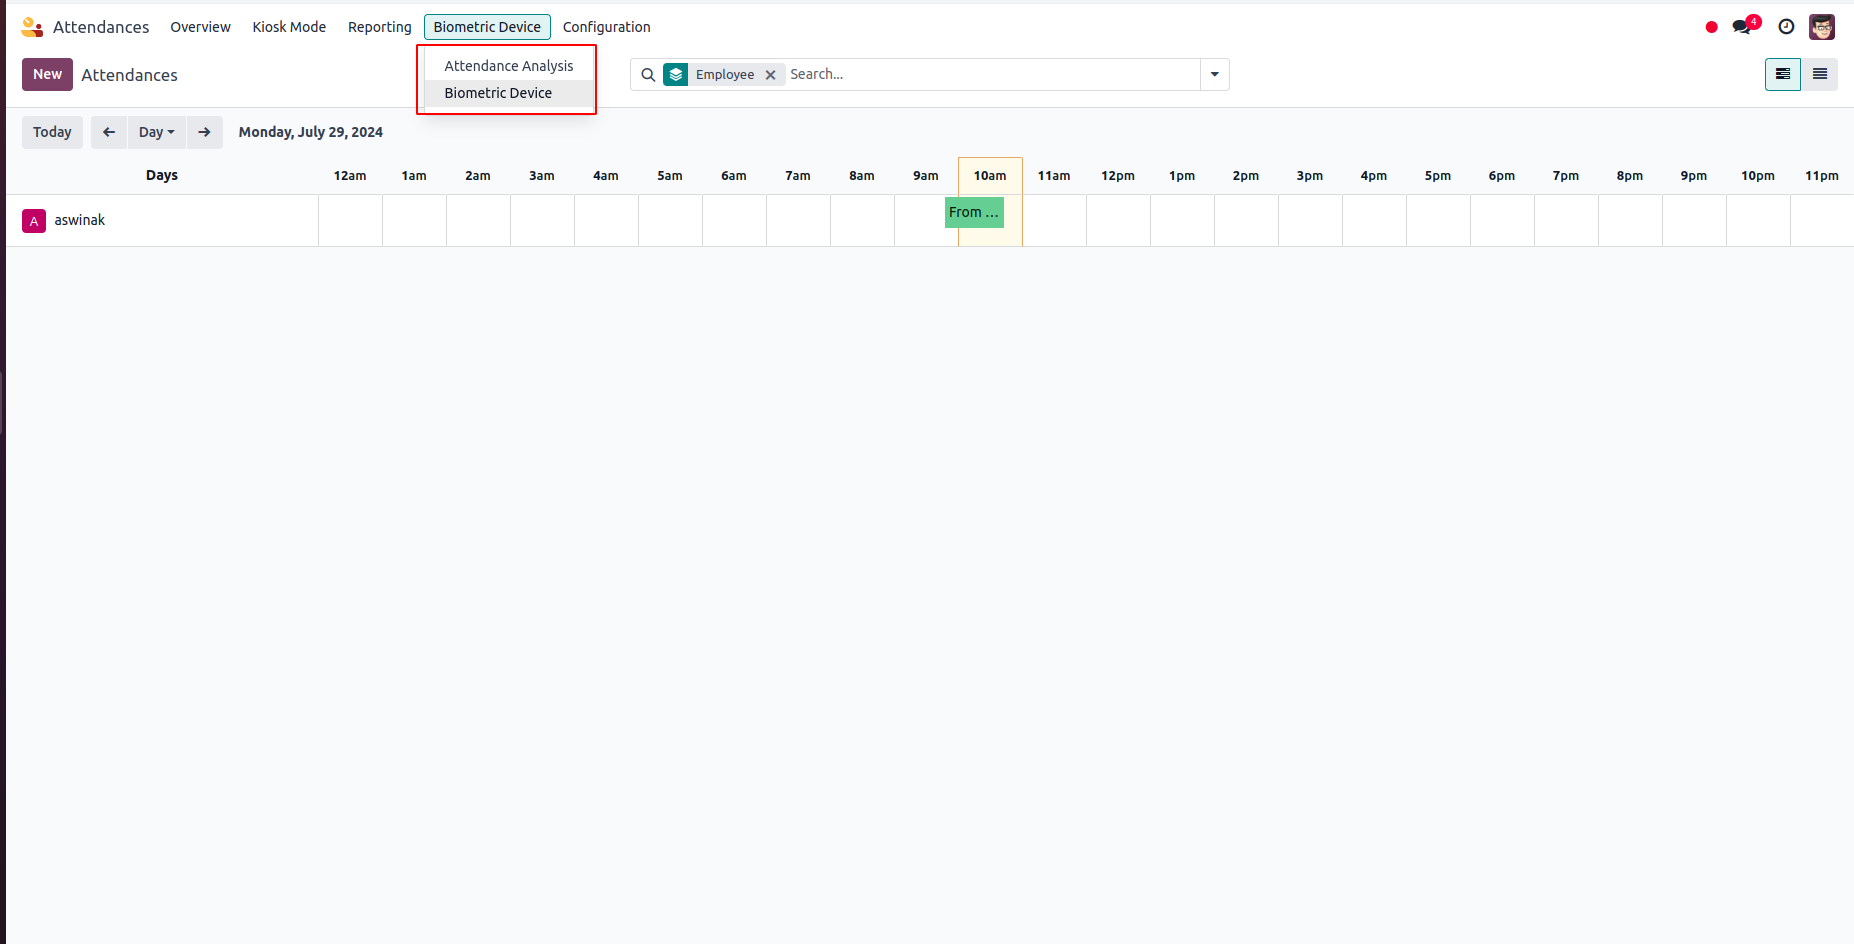 Attendances Overview Kiosk Mode Reporting Biometric Device Configuration 4
New Attendances
Attendance Analysis
Biometric Device
Employee Search...
Today Day Monday, July 29, 2024
Days 12am 1am 2am 3am 4am 5am 6am 7am 8am 9am 10am 11am 12pm 1pm 2pm 3pm 4pm 5pm 6pm 7pm 8pm 9pm 10pm 11pm
A aswinak From ...